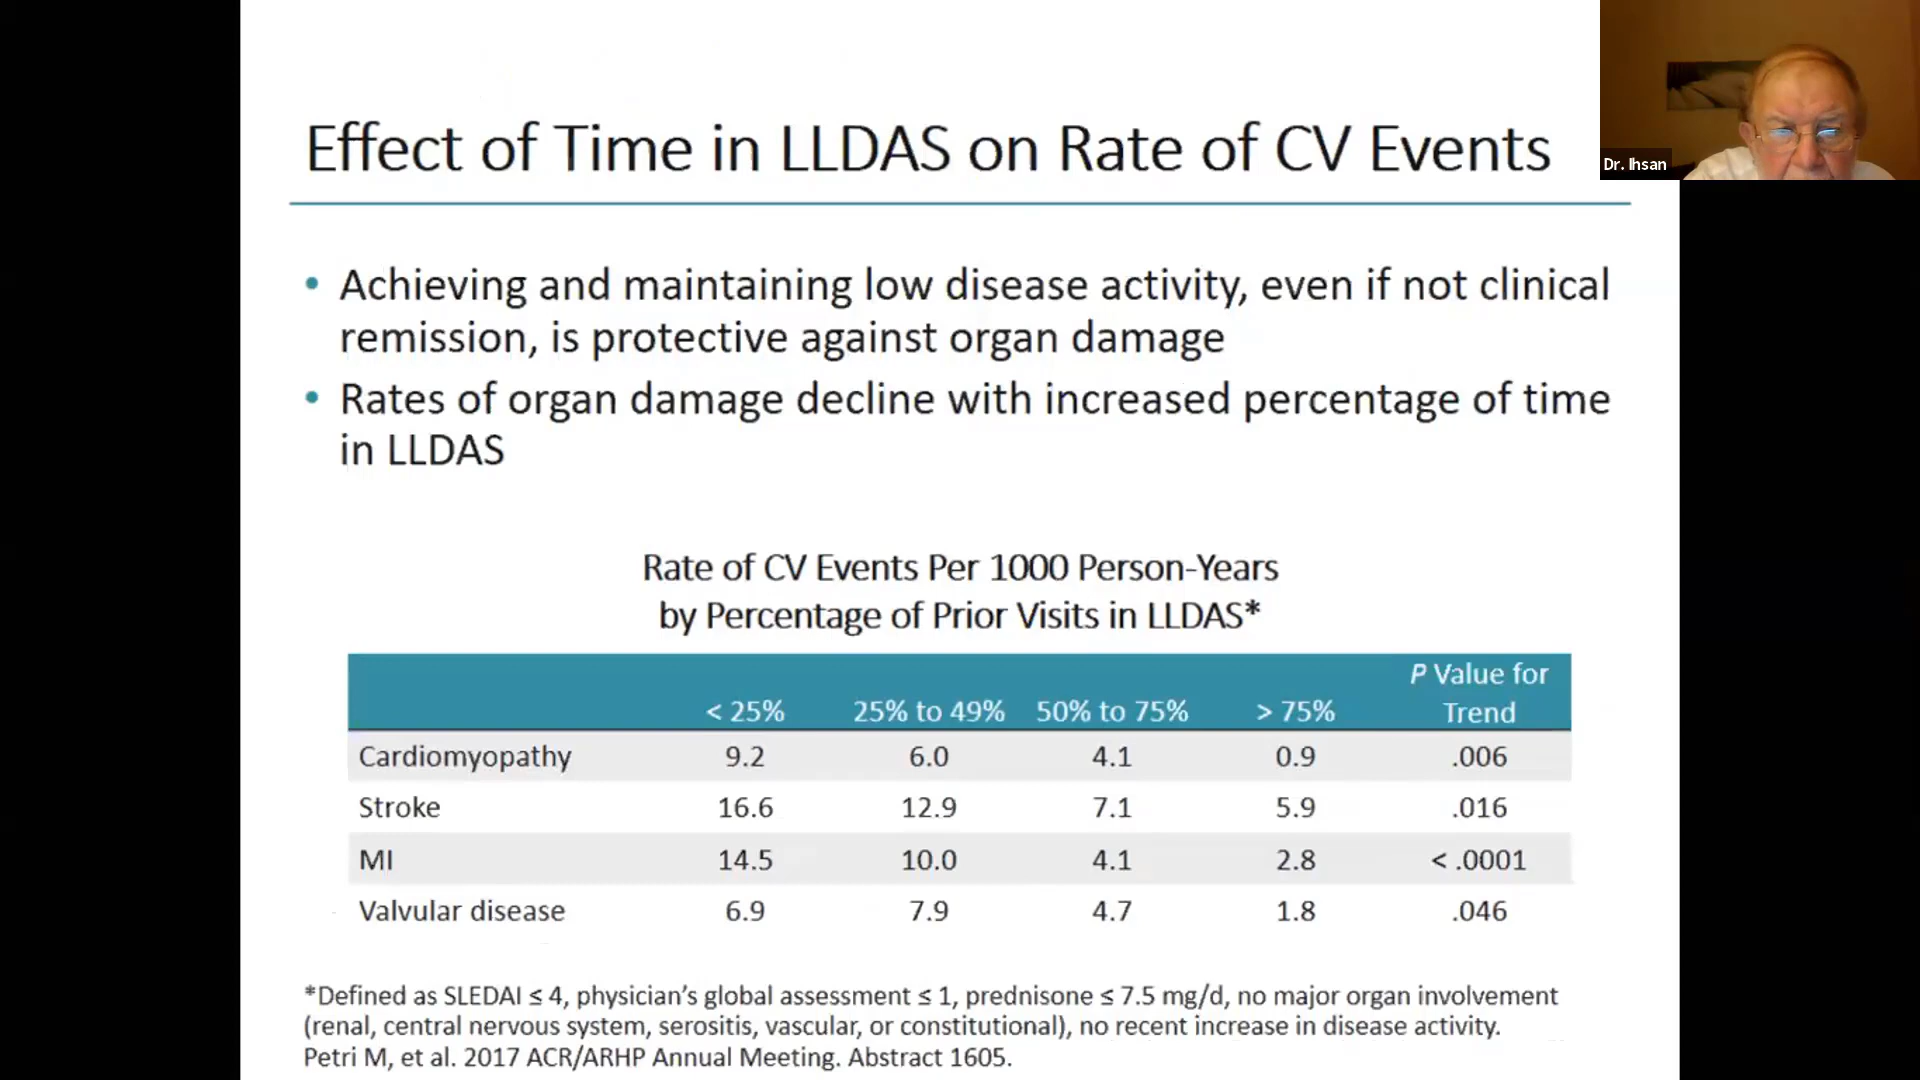 Effect of Time in LLDAS on Rate of CV Events
Dr. Ihsan
• Achieving and maintaining low disease activity, even if not clinical
remission, is protective against organ damage
• Rates of organ damage decline with increased percentage of time
in LLDAS
Rate of CV Events Per 1000 Person-Years
by Percentage of Prior Visits in LLDAS*
< 25% 25% to 49% 50% to 75% > 75% P Value for Trend
Cardiomyopathy 9.2 6.0 4.1 0.9 .006
Stroke 16.6 12.9 7.1 5.9 .016
MI 14.5 10.0 4.1 2.8 < .0001
Valvular disease 6.9 7.9 4.7 1.8 .046
*Defined as SLEDAI ≤ 4, physician's global assessment ≤ 1, prednisone ≤ 7.5 mg/d, no major organ involvement
(renal, central nervous system, serositis, vascular, or constitutional), no recent increase in disease activity.
Petri M, et al. 2017 ACR/ARHP Annual Meeting. Abstract 1605.